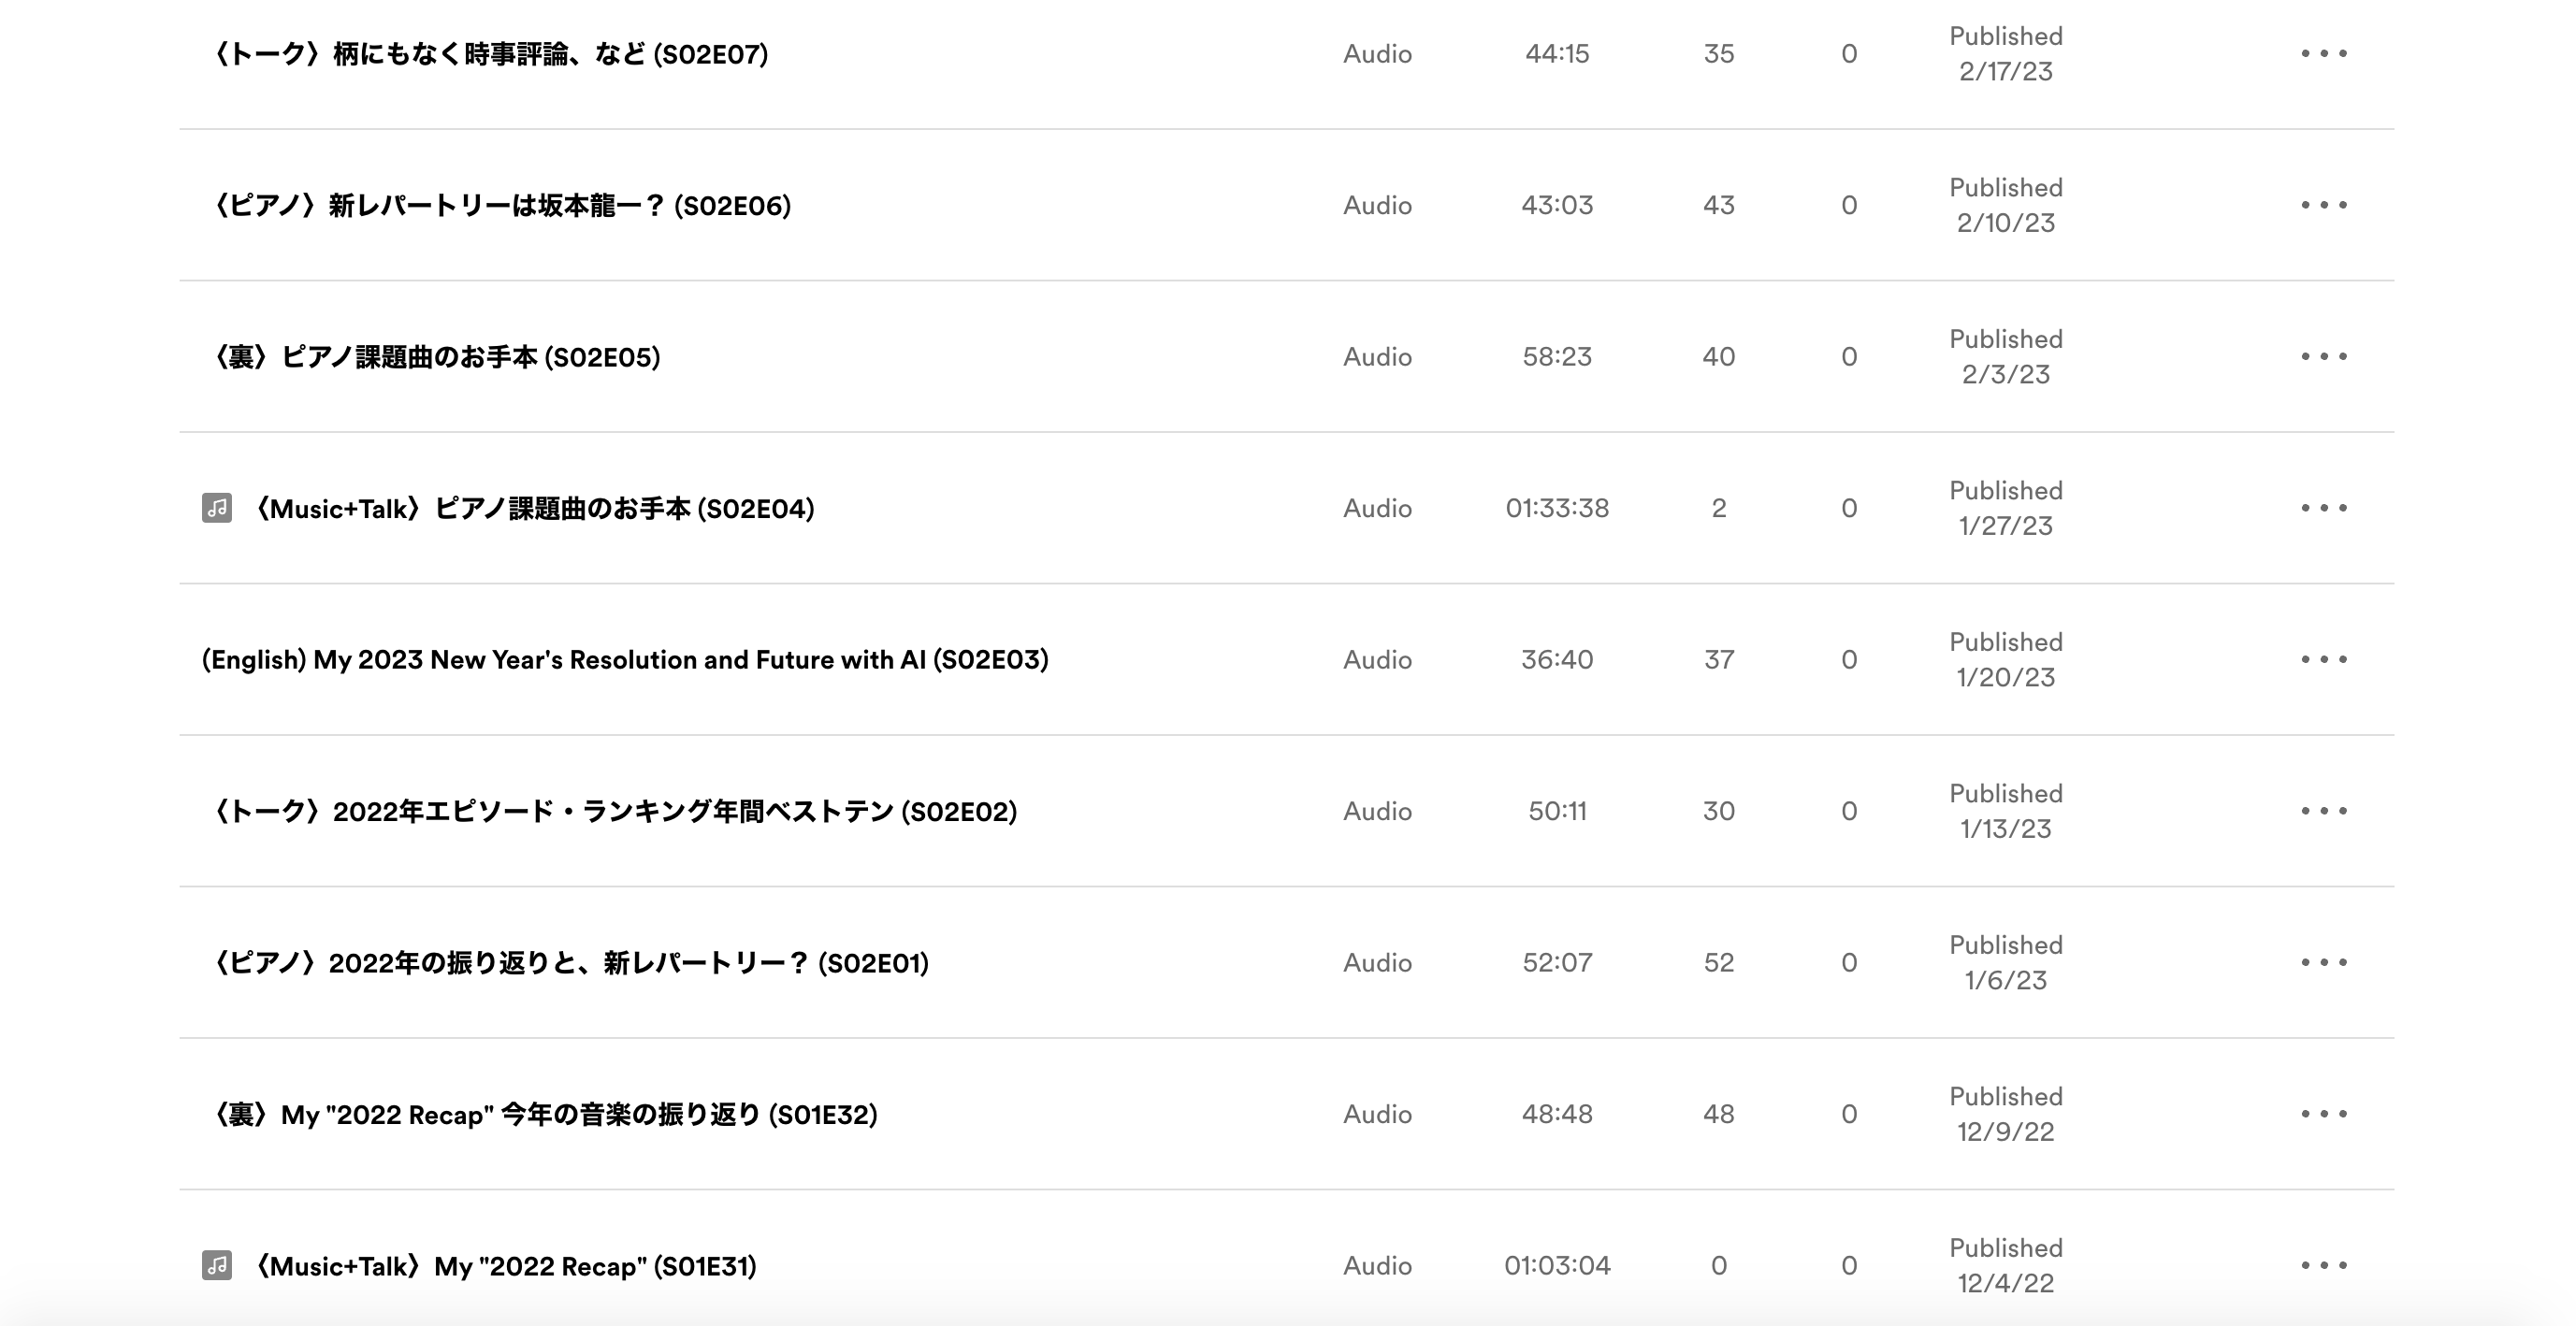 〈トーク〉柄にもなく時事評論、など (S02E07) Audio 44:15 35 0 Published
2/17/23
〈ピアノ〉新レパートリーは坂本龍一？ (S02E06) Audio 43:03 43 0 Published
2/10/23
〈裏〉ピアノ課題曲のお手本 (S02E05) Audio 58:23 40 0 Published
2/3/23
〈Music+Talk〉ピアノ課題曲のお手本 (S02E04) Audio 01:33:38 2 0 Published
1/27/23
(English) My 2023 New Year's Resolution and Future with AI (S02E03) Audio 36:40 37 0 Published
1/20/23
〈トーク〉2022年エピソード・ランキング年間ベストテン (S02E02) Audio 50:11 30 0 Published
1/13/23
〈ピアノ〉2022年の振り返りと、新レパートリー？ (S02E01) Audio 52:07 52 0 Published
1/6/23
〈裏〉My "2022 Recap" 今年の音楽の振り返り (S01E32) Audio 48:48 48 0 Published
12/9/22
〈Music+Talk〉My "2022 Recap" (S01E31) Audio 01:03:04 0 0 Published
12/4/22